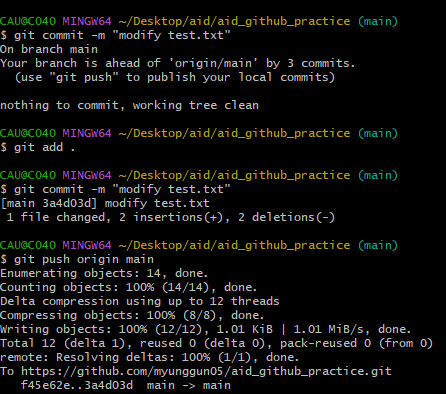 CAU@CO40 MINGW64 ~/Desktop/aid/aid_github_practice (main)
$ git commit -m "modify test.txt"
On branch main
Your branch is ahead of 'origin/main' by 3 commits.
  (use "git push" to publish your local commits)

nothing to commit, working tree clean

CAU@CO40 MINGW64 ~/Desktop/aid/aid_github_practice (main)
$ git add .

CAU@CO40 MINGW64 ~/Desktop/aid/aid_github_practice (main)
$ git commit -m "modify test.txt"
[main 3a4d03d] modify test.txt
 1 file changed, 2 insertions(+), 2 deletions(-)

CAU@CO40 MINGW64 ~/Desktop/aid/aid_github_practice (main)
$ git push origin main
Enumerating objects: 14, done.
Counting objects: 100% (14/14), done.
Delta compression using up to 12 threads
Compressing objects: 100% (8/8), done.
Writing objects: 100% (12/12), 1.01 KiB | 1.01 MiB/s, done.
Total 12 (delta 1), reused 0 (delta 0), pack-reused 0 (from 0)
remote: Resolving deltas: 100% (1/1), done.
To https://github.com/myunggun05/aid_github_practice.git
   f45e62e..3a4d03d  main -> main